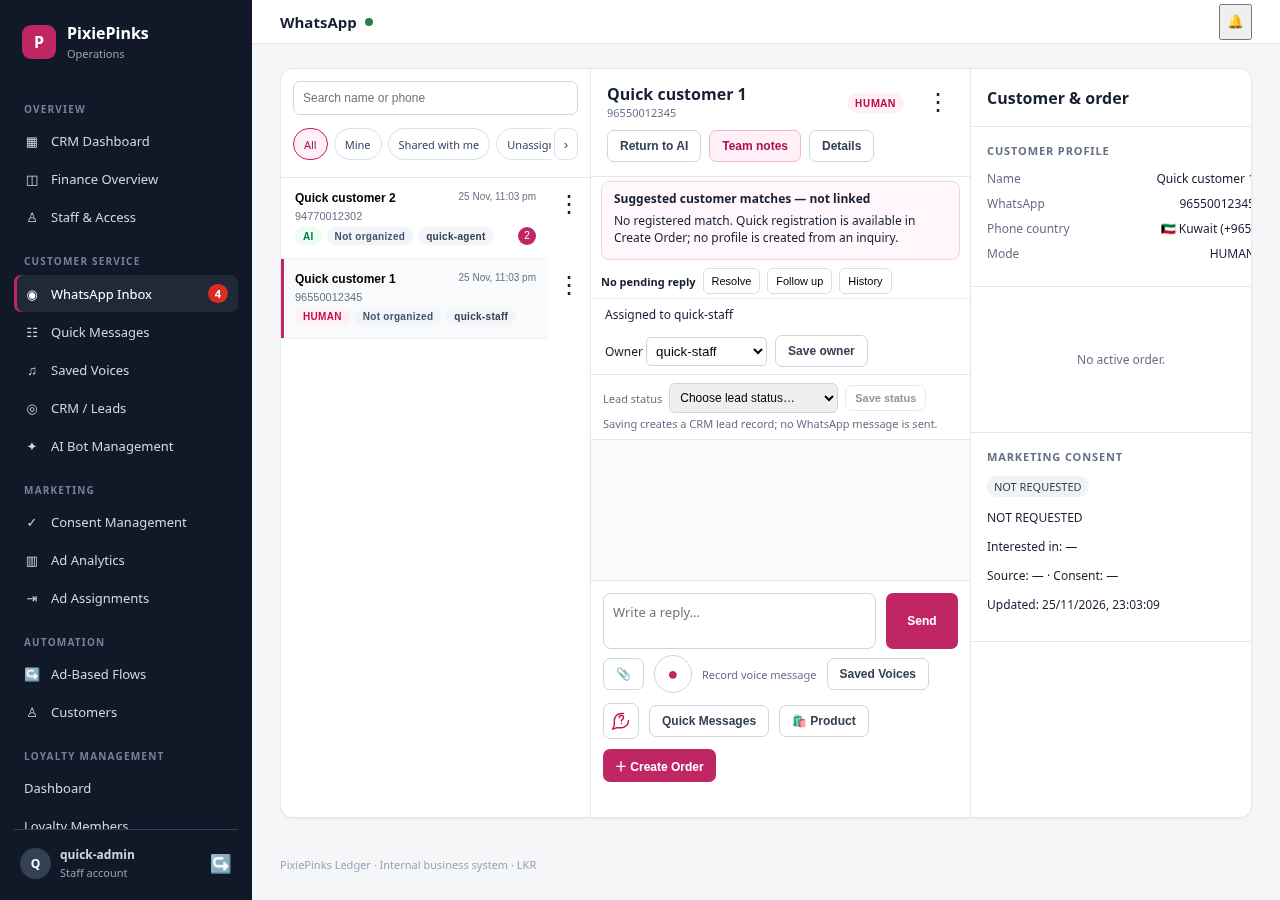 P
PixiePinks
Operations
OVERVIEW
CRM Dashboard
Finance Overview
Staff & Access
CUSTOMER SERVICE
WhatsApp Inbox
4
Quick Messages
Saved Voices
CRM / Leads
AI Bot Management
MARKETING
Consent Management
Ad Analytics
Ad Assignments
AUTOMATION
Ad-Based Flows
Customers
LOYALTY MANAGEMENT
Dashboard
Loyalty Members
Q
quick-admin
Staff account
WhatsApp
Search name or phone
All
Mine
Shared with me
Unassig
›
Quick customer 2
25 Nov, 11:03 pm
94770012302
AI
Not organized
quick-agent
2
Quick customer 1
25 Nov, 11:03 pm
96550012345
HUMAN
Not organized
quick-staff
Quick customer 1
96550012345
HUMAN
Return to AI
Team notes
Details
Suggested customer matches — not linked
No registered match. Quick registration is available in
Create Order; no profile is created from an inquiry.
No pending reply
Resolve
Follow up
History
Assigned to quick-staff
Owner
quick-staff
Save owner
Lead status
Choose lead status…
Save status
Saving creates a CRM lead record; no WhatsApp message is sent.
Write a reply…
Send
Record voice message
Saved Voices
Quick Messages
Product
+ Create Order
Customer & order
CUSTOMER PROFILE
Name
Quick customer 1
WhatsApp
96550012345
Phone country
Kuwait (+965
Mode
HUMAN
No active order.
MARKETING CONSENT
NOT REQUESTED
NOT REQUESTED
Interested in: —
Source: — · Consent: —
Updated: 25/11/2026, 23:03:09
PixiePinks Ledger · Internal business system · LKR